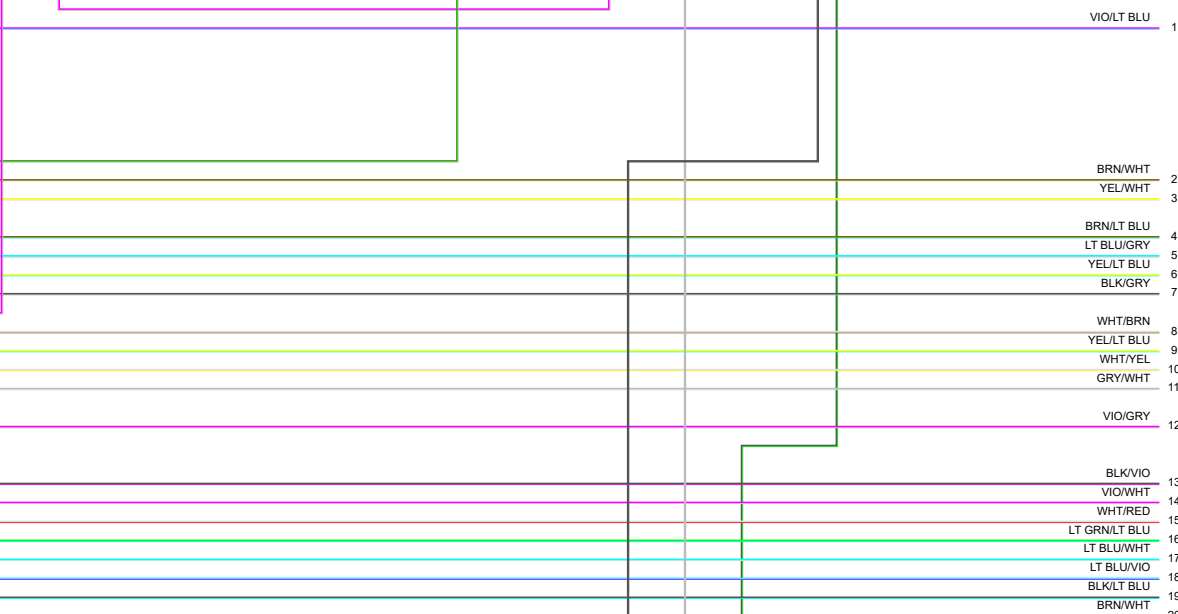 VIO/LT BLU 1
BRN/WHT 2
YEL/WHT 3
BRN/LT BLU 4
LT BLU/GRY 5
YEL/LT BLU 6
BLK/GRY 7
WHT/BRN 8
YEL/LT BLU 9
WHT/YEL 10
GRY/WHT 11
VIO/GRY 12
BLK/VIO 13
VIO/WHT 14
WHT/RED 15
LT GRN/LT BLU 16
LT BLU/WHT 17
LT BLU/VIO 18
BLK/LT BLU 19
BRN/WHT